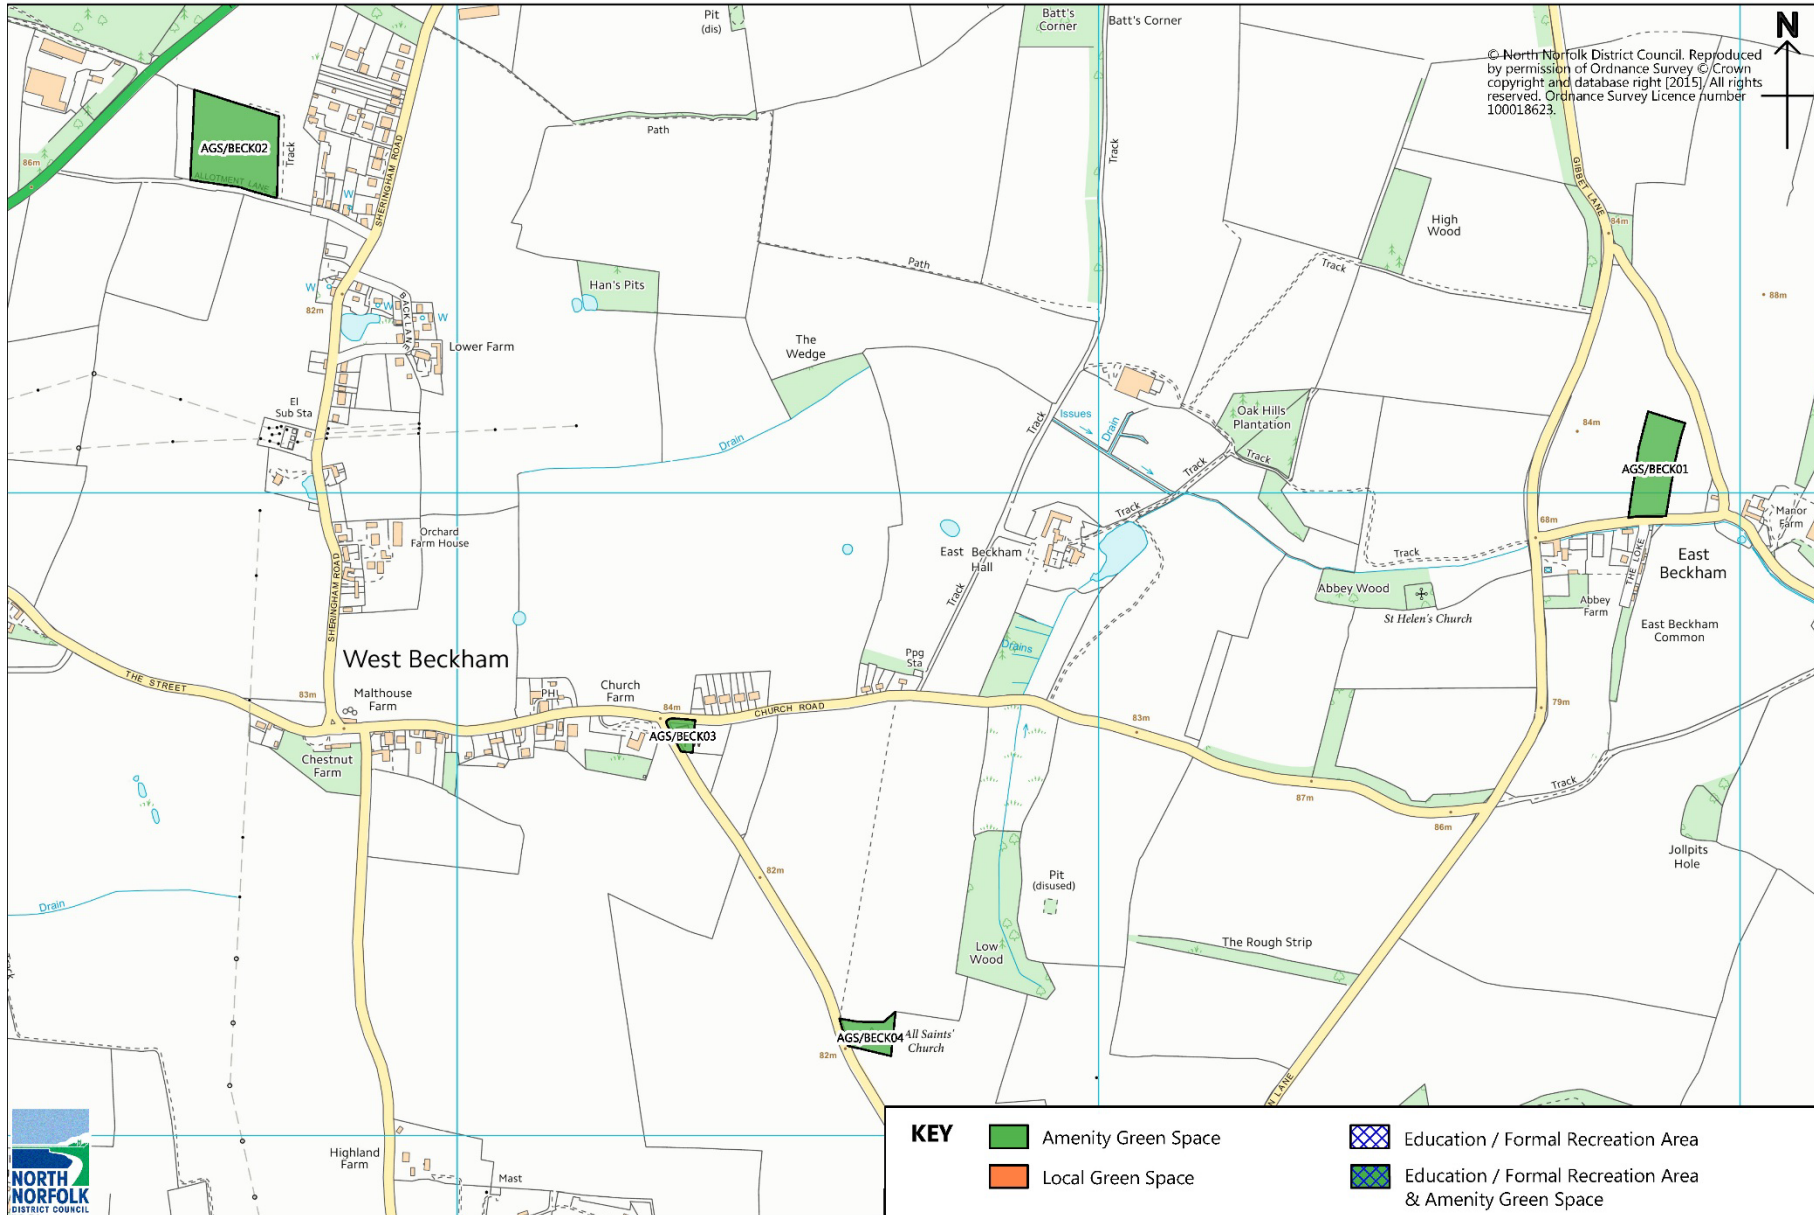 Pit
(dis)
Batt's
Corner
Batt's Corner
N
© North Norfolk District Council. Reproduced
by permission of Ordnance Survey © Crown
copyright and database right [2015]. All rights
reserved. Ordnance Survey Licence number
100018623.
AGS/BECK02
Track
86m
ALLOTMENT LANE
W
SHERINGHAM ROAD
Path
Track
GIBBET LANE
84m
High
Wood
Path
Track
88m
Han's Pits
W
W
W
82m
BACK LANE
Lower Farm
The
Wedge
El
Sub Sta
Drain
Track
Issues
Drain
Oak Hills
Plantation
Track
Track
84m
AGS/BECK01
Orchard
Farm House
SHERINGHAM ROAD
Track
East Beckham
Hall
Track
Track
68m
Manor
Farm
THE LOKE
East
Beckham
Abbey Wood
St Helen's Church
Abbey
Farm
East Beckham
Common
Drains
West Beckham
THE STREET
83m
Malthouse
Farm
PH
Church
Farm
84m
AGS/BECK03
Ppg
Sta
CHURCH ROAD
83m
79m
Chestnut
Farm
87m
86m
Track
Jollpits
Hole
82m
Pit
(disused)
Drain
Low
Wood
The Rough Strip
AGS/BECK04
All Saints'
Church
82m
N LANE
Highland
Farm
Mast
NORTH
NORFOLK
DISTRICT COUNCIL
KEY
Amenity Green Space
Local Green Space
Education / Formal Recreation Area
Education / Formal Recreation Area
& Amenity Green Space